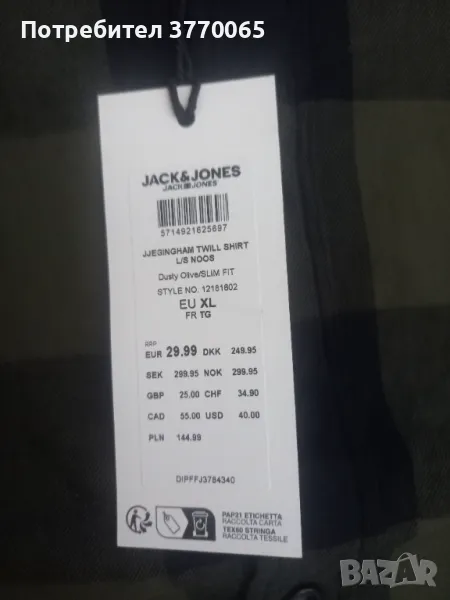 Потребител 3770065
JACK&JONES
JACK&JONES
5714921625697
JJEGINGHAM TWILL SHIRT
L/S NOOS
Dusty Olive/SLIM FIT
STYLE NO. 12181602
EU XL
FR TG
RRP
EUR 29.99 DKK 249.95
SEK 299.95 NOK 299.95
GBP 25.00 CHF 34.90
CAD 55.00 USD 40.00
PLN 144.99
DIPFFJ3784340
PAP21 ETICHETTA
RACCOLTA CARTA
TEX60 STRINGA
RACCOLTA TESSILE
BAZAR